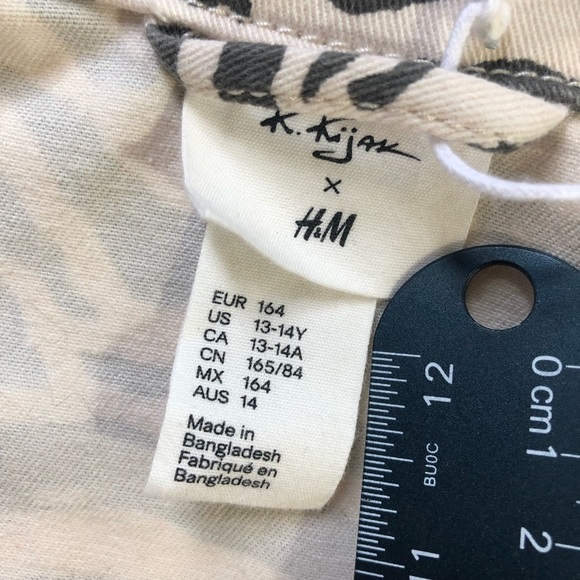 K. Kijak
x
H&M
EUR 164
US 13-14Y
CA 13-14A
CN 165/84
MX 164
AUS 14
Made in
Bangladesh
Fabriqué en
Bangladesh
12
BUOC
11
0 cm 1
2